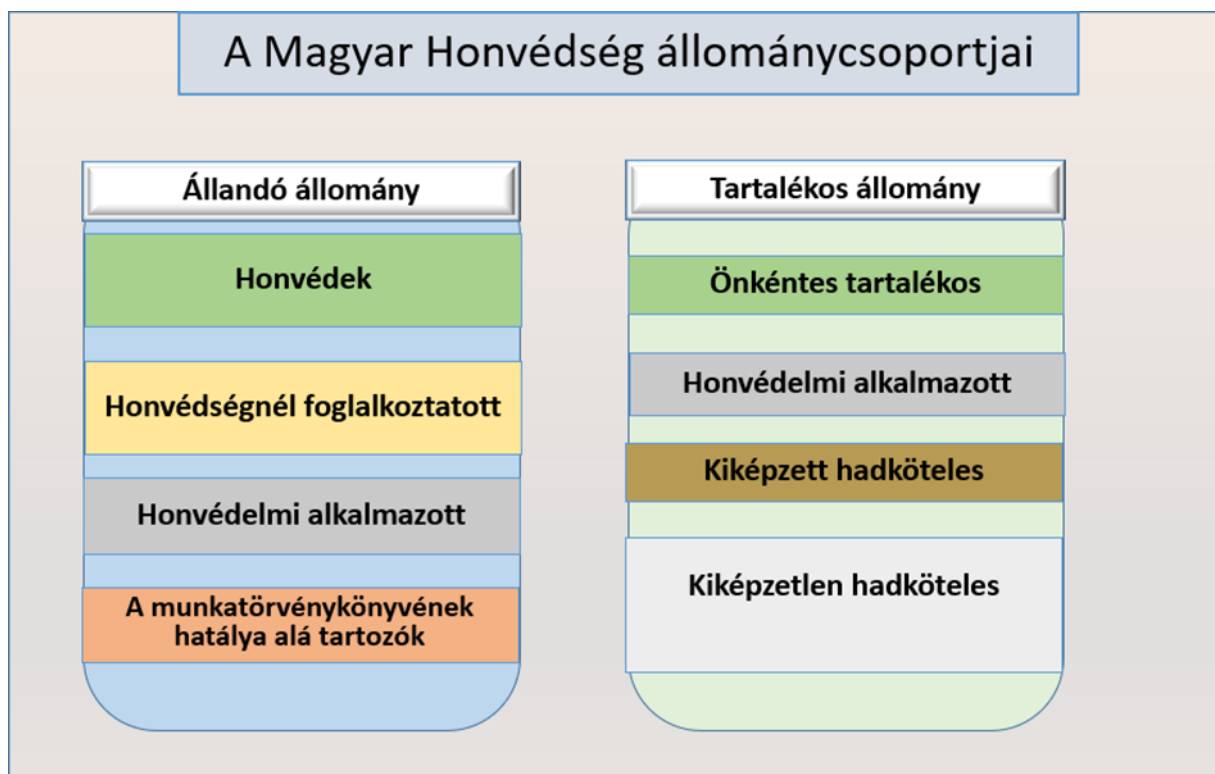 A Magyar Honvédség állománycsoportjai
Állandó állomány
Honvédek
Honvédségnél foglalkoztatott
Honvédelmi alkalmazott
A munkatörvénykönyvének
hatálya alá tartozók
Tartalékos állomány
Önkéntes tartalékos
Honvédelmi alkalmazott
Kiképzett hadköteles
Kiképzetlen hadköteles